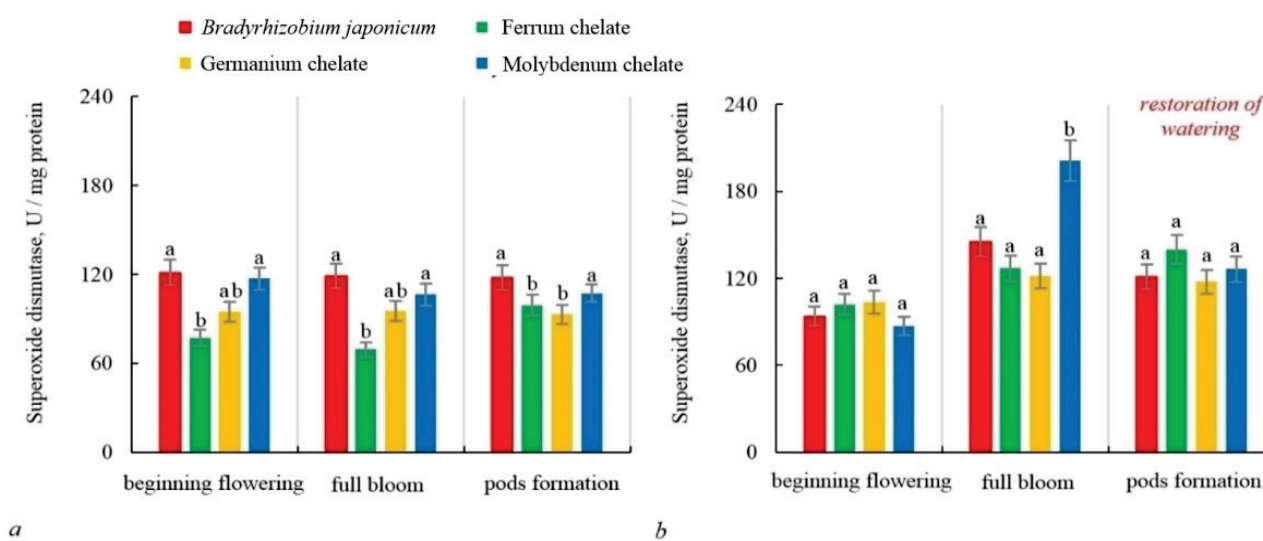 Bradyrhizobium japonicum
Ferrum chelate
Germanium chelate
Molybdenum chelate
Superoxide dismutase, U / mg protein
240
180
120
60
0
a
b
ab
a
a
b
ab
a
a
b
b
a
beginning flowering
full bloom
pods formation
a
Superoxide dismutase, U / mg protein
240
180
120
60
0
restoration of
watering
a
a
a
a
a
a
a
b
a
a
a
a
beginning flowering
full bloom
pods formation
b